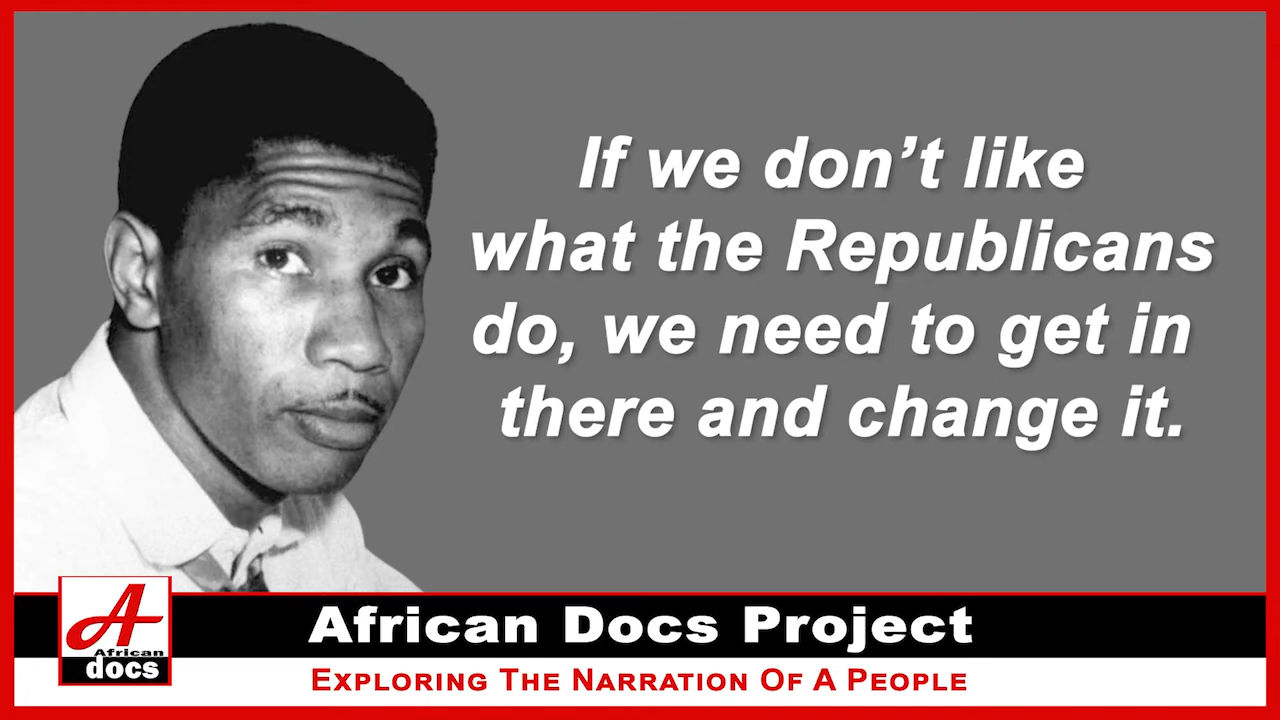 If we don’t like
what the Republicans
do, we need to get in
there and change it.
A
African
docs
African Docs Project
Exploring The Narration Of A People